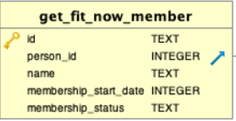 get_fit_now_member
id TEXT
person_id INTEGER
name TEXT
membership_start_date INTEGER
membership_status TEXT